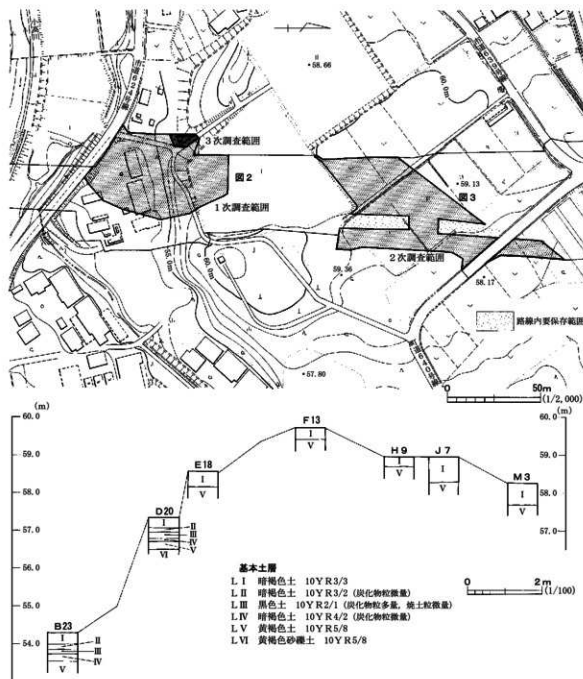 58.66
60.0m
3次調査範囲
図2
59.13
図3
1次調査範囲
55.0m
60.0m
2次調査範囲
59.36
58.17
路線内要保存範囲
57.80
0 50m
(1/2,000)
(m)
60.0
59.0
58.0
57.0
55.0
54.0
B23
I
II
III
IV
V
D20
I
II
III
IV
V
VI
E18
I
V
F13
I
V
H9
I
V
J7
I
V
M3
I
V
(m)
60.0
59.0
58.0
57.0
基本土層
L I 暗褐色土 10YR3/3
L II 暗褐色土 10YR3/2 (炭化物粒微量)
L III 黒色土 10YR2/1 (炭化物粒多量, 焼土粒微量)
L IV 暗褐色土 10YR4/2 (炭化物粒微量)
L V 黄褐色土 10YR5/8
L VI 黄褐色砂礫土 10YR5/8
0 2m
(1/100)